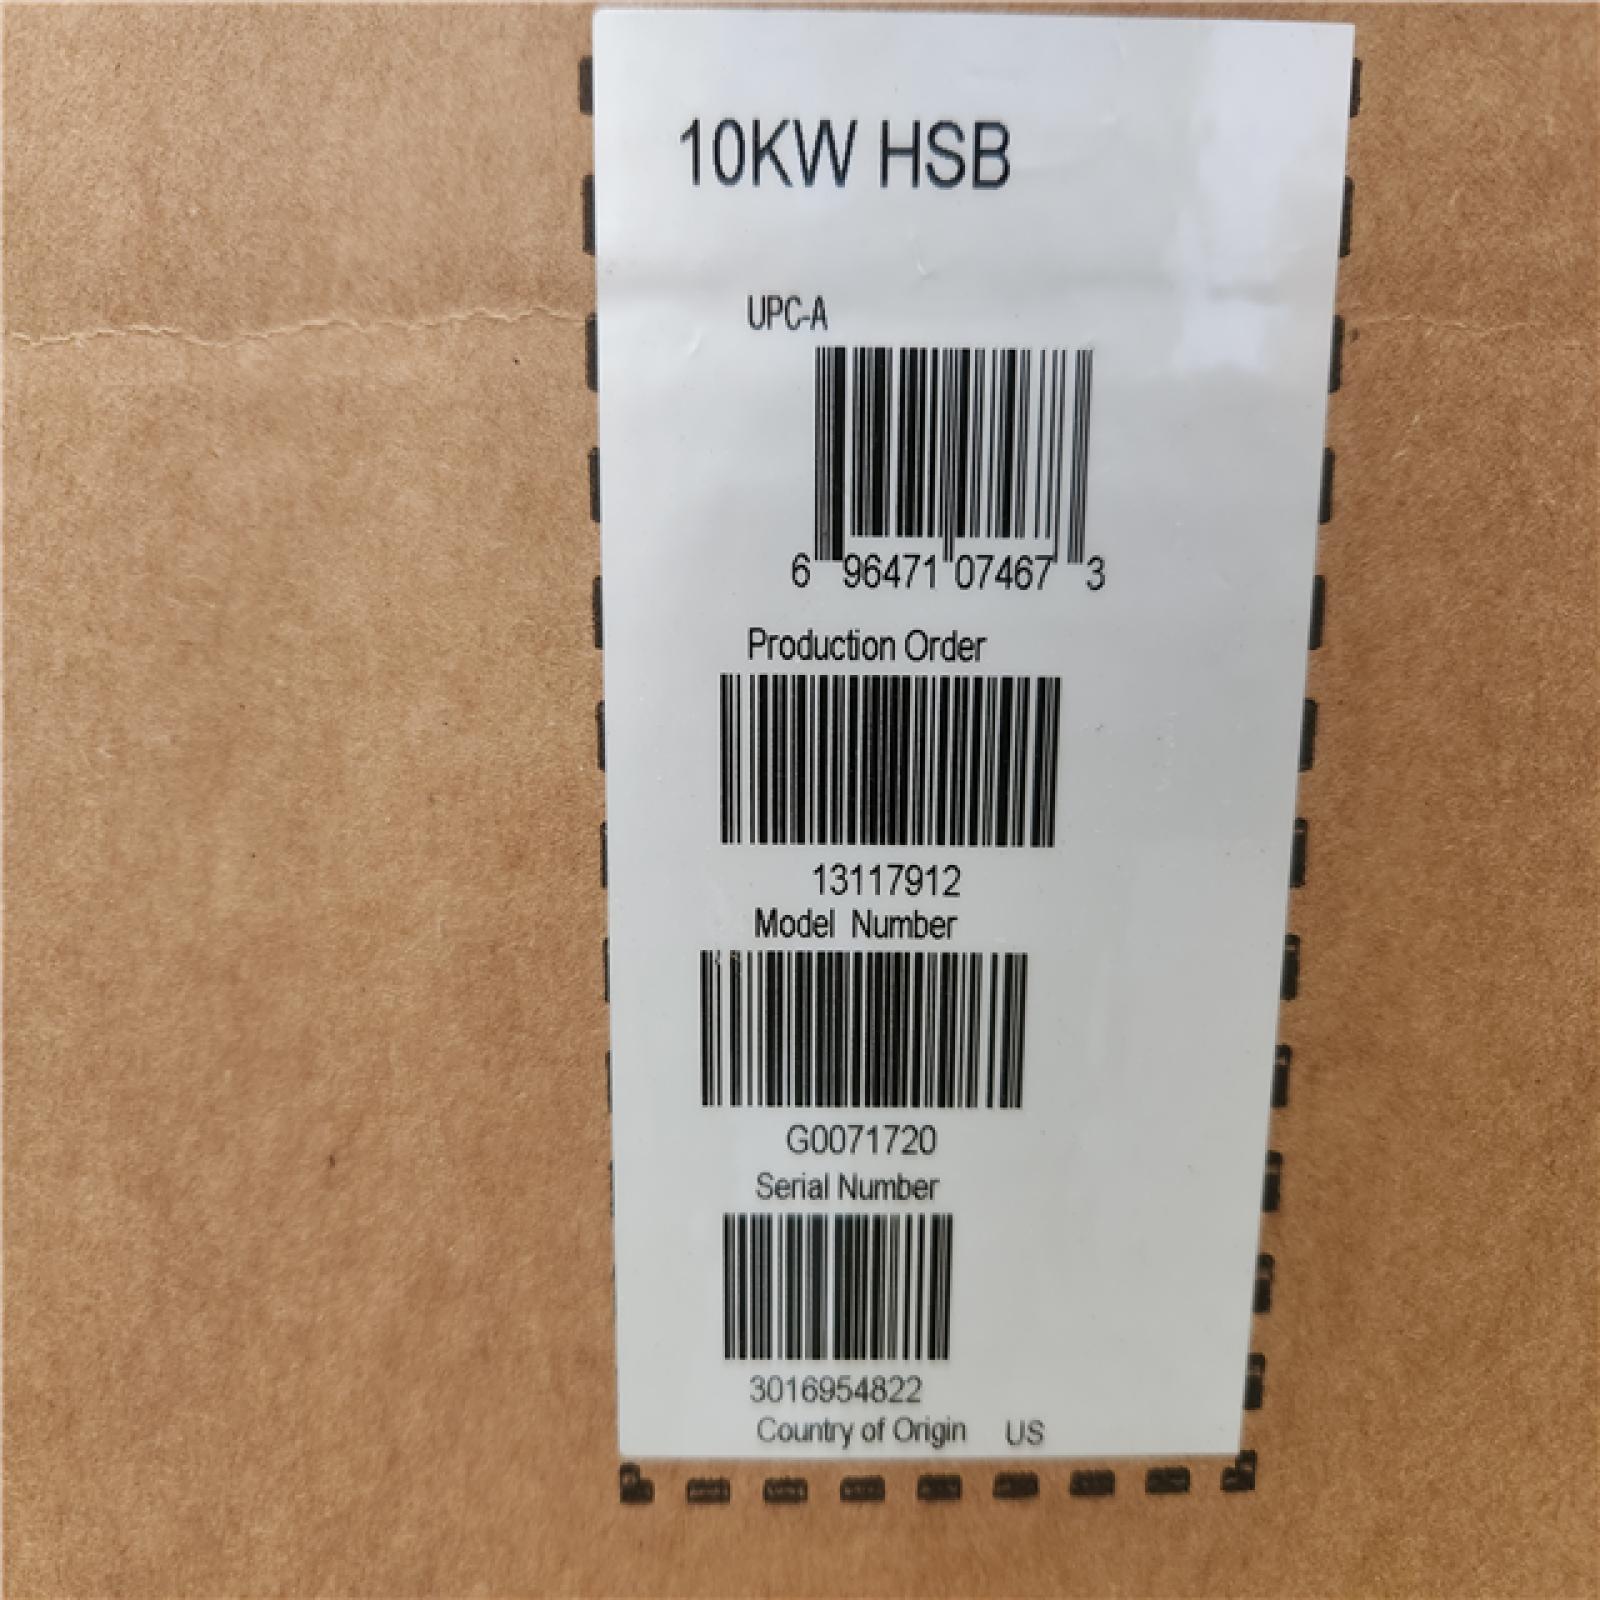 10KW HSB
UPC-A
6 96471 07467 3
Production Order
13117912
Model Number
G0071720
Serial Number
3016954822
Country of Origin US